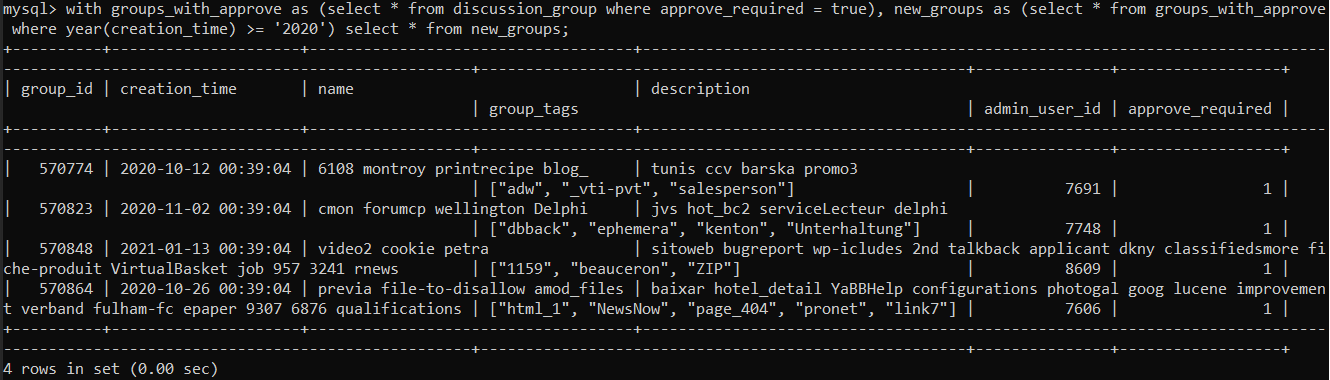 mysql> with groups_with_approve as (select * from discussion_group where approve_required = true), new_groups as (select * from groups_with_approve
where year(creation_time) >= '2020') select * from new_groups;
+----------+---------------------+---------------------------------+-------------------------------------------------------------------------
-------------------------------------------------+---------------------------------------------------+---------------+------------------+
| group_id | creation_time | name | description
| group_tags | admin_user_id | approve_required |
+----------+---------------------+---------------------------------+-------------------------------------------------------------------------
-------------------------------------------------+---------------------------------------------------+---------------+------------------+
| 570774 | 2020-10-12 00:39:04 | 6108 montroy printrecipe blog_ | tunis ccv barska promo3
| ["adw", "_vti-pvt", "salesperson"] | 7691 | 1 |
| 570823 | 2020-11-02 00:39:04 | cmon forumcp wellington Delphi | jvs hot_bc2 serviceLecteur delphi
| ["dbback", "ephemera", "kenton", "Unterhaltung"] | 7748 | 1 |
| 570848 | 2021-01-13 00:39:04 | video2 cookie petra | sitoweb bugreport wp-icludes 2nd talkback applicant dkny classifiedsmore fi
che-produit VirtualBasket job 957 3241 rnews | ["1159", "beauceron", "ZIP"] | 8609 | 1 |
| 570864 | 2020-10-26 00:39:04 | previa file-to-disallow amod_files | baixar hotel_detail YaBBHelp configurations photogal goog lucene improvemen
t verband fulham-fc epaper 9307 6876 qualifications | ["html_1", "NewsNow", "page_404", "pronet", "link7"] | 7606 | 1 |
+----------+---------------------+---------------------------------+-------------------------------------------------------------------------
-------------------------------------------------+---------------------------------------------------+---------------+------------------+
4 rows in set (0.00 sec)